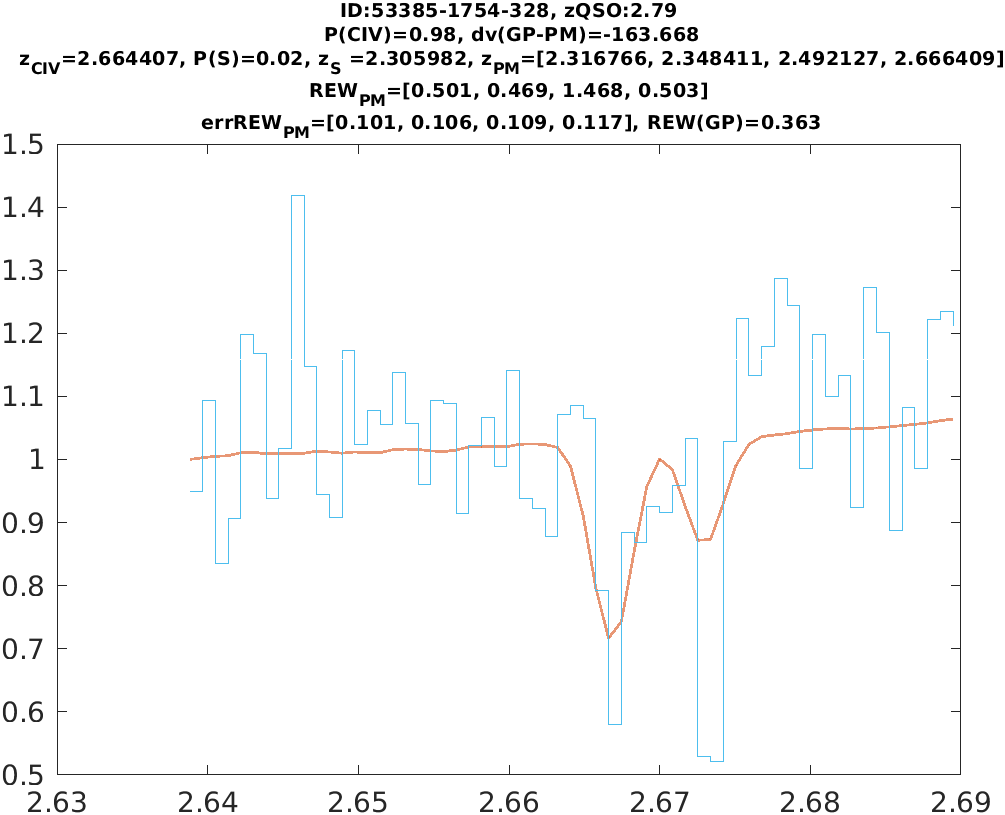 ID:53385-1754-328, zQSO:2.79
P(CIV)=0.98, dv(GP-PM)=-163.668
zCIV=2.664407, P(S)=0.02, zS =2.305982, zPM=[2.316766, 2.348411, 2.492127, 2.666409]
REWPM=[0.501, 0.469, 1.468, 0.503]
errREWPM=[0.101, 0.106, 0.109, 0.117], REW(GP)=0.363
1.5
1.4
1.3
1.2
1.1
1
0.9
0.8
0.7
0.6
0.5
2.63 2.64 2.65 2.66 2.67 2.68 2.69